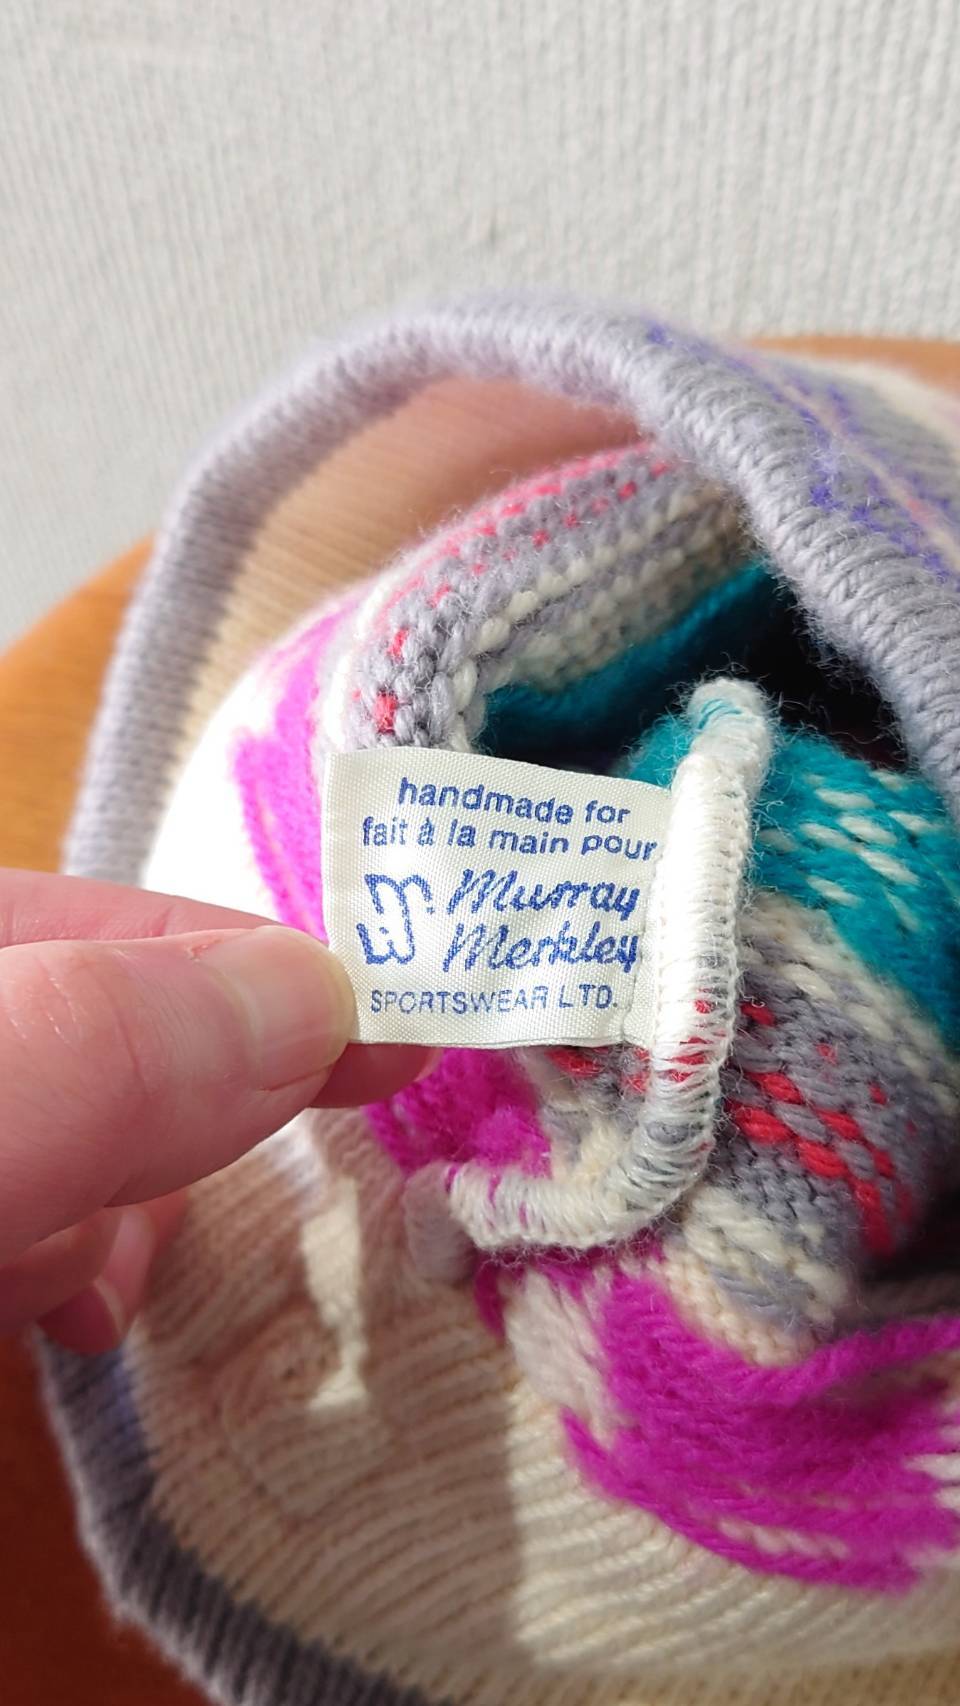 handmade for
fait à la main pour
Murray
Merkley
SPORTSWEAR LTD.